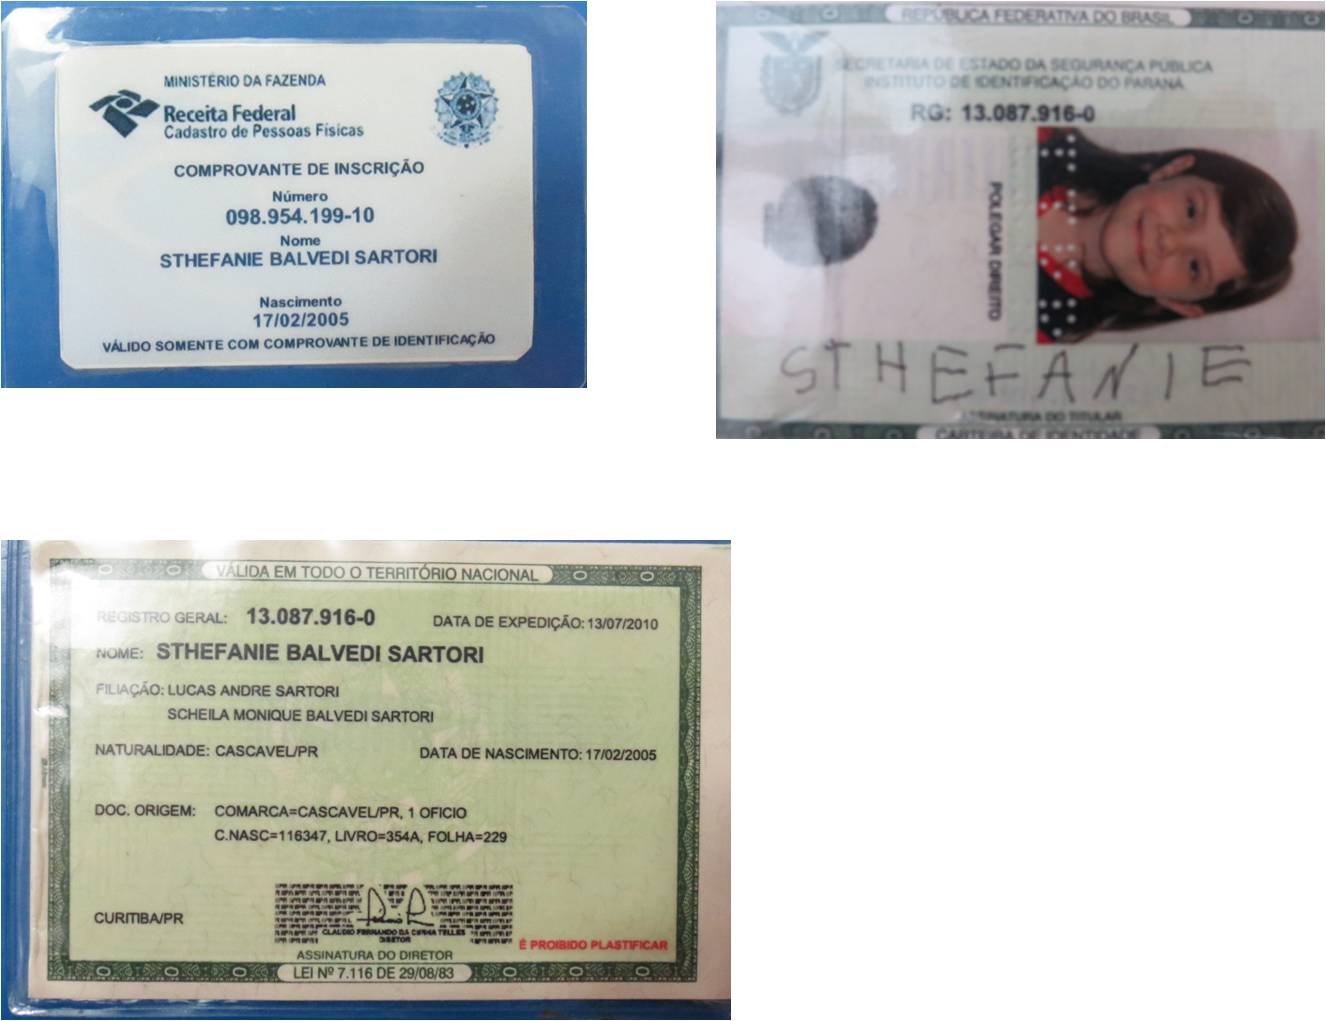 MINISTÉRIO DA FAZENDA
Receita Federal
Cadastro de Pessoas Físicas
COMPROVANTE DE INSCRIÇÃO
Número
098.954.199-10
Nome
STHEFANIE BALVEDI SARTORI
Nascimento
17/02/2005
VÁLIDO SOMENTE COM COMPROVANTE DE IDENTIFICAÇÃO
REPÚBLICA FEDERATIVA DO BRASIL
SECRETARIA DE ESTADO DA SEGURANÇA PÚBLICA
INSTITUTO DE IDENTIFICAÇÃO DO PARANÁ
RG: 13.087.916-0
POLEGAR DIREITO
STHEFANIE
ASSINATURA DO TITULAR
CARTEIRA DE IDENTIDADE
VÁLIDA EM TODO O TERRITÓRIO NACIONAL
REGISTRO GERAL: 13.087.916-0 DATA DE EXPEDIÇÃO: 13/07/2010
NOME: STHEFANIE BALVEDI SARTORI
FILIAÇÃO: LUCAS ANDRE SARTORI
SCHEILA MONIQUE BALVEDI SARTORI
NATURALIDADE: CASCAVEL/PR DATA DE NASCIMENTO: 17/02/2005
DOC. ORIGEM: COMARCA=CASCAVEL/PR, 1 OFICIO
C.NASC=116347, LIVRO=354A, FOLHA=229
CURITIBA/PR
CLAUDIO FERNANDO DA CUNHA TELLES
DIRETOR
É PROIBIDO PLASTIFICAR
ASSINATURA DO DIRETOR
LEI Nº 7.116 DE 29/08/83